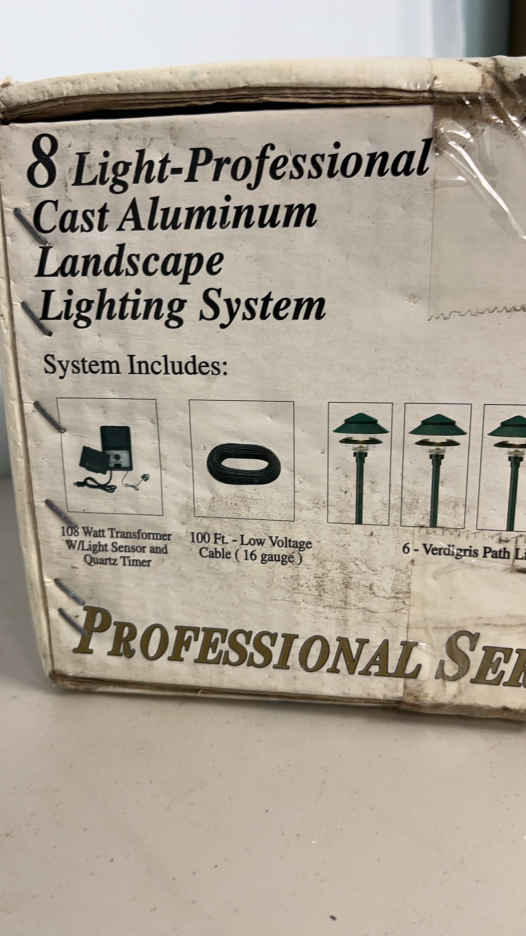 8 Light-Professional
Cast Aluminum
Landscape
Lighting System
System Includes:
108 Watt Transformer
W/Light Sensor and
Quartz Timer
100 Ft. - Low Voltage
Cable ( 16 gauge )
6 - Verdigris Path
PROFESSIONAL